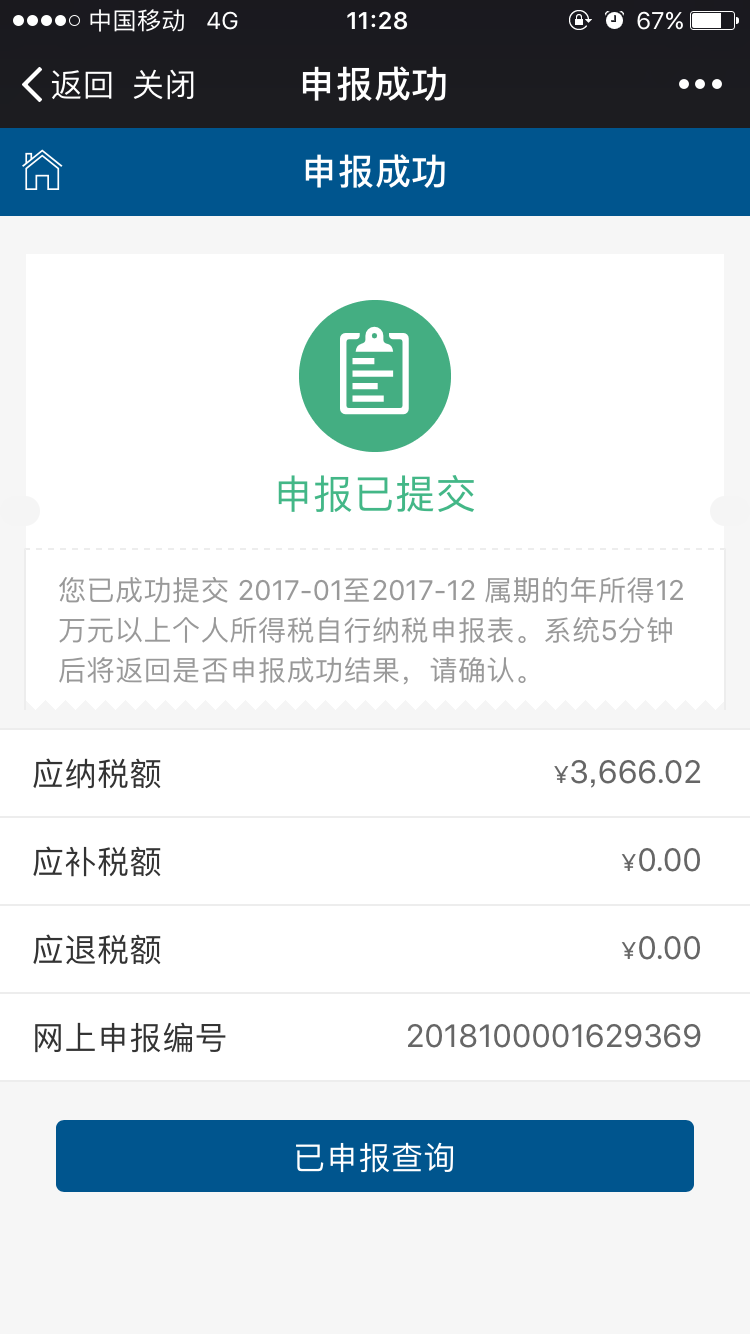 中国移动 4G 11:28 67%
返回 关闭 申报成功
申报成功
申报已提交
您已成功提交 2017-01至2017-12 属期的年所得12
万元以上个人所得税自行纳税申报表。系统5分钟
后将返回是否申报成功结果，请确认。
应纳税额 ¥3,666.02
应补税额 ¥0.00
应退税额 ¥0.00
网上申报编号 2018100001629369
已申报查询